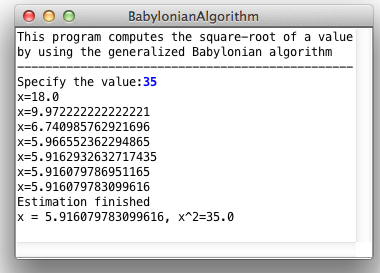 BabylonianAlgorithm
This program computes the square-root of a value
by using the generalized Babylonian algorithm
------------------------------------------------
Specify the value:35
x=18.0
x=9.972222222222221
x=6.740985762921696
x=5.966552362294865
x=5.9162932632717435
x=5.916079786951165
x=5.916079783099616
Estimation finished
x = 5.916079783099616, x^2=35.0